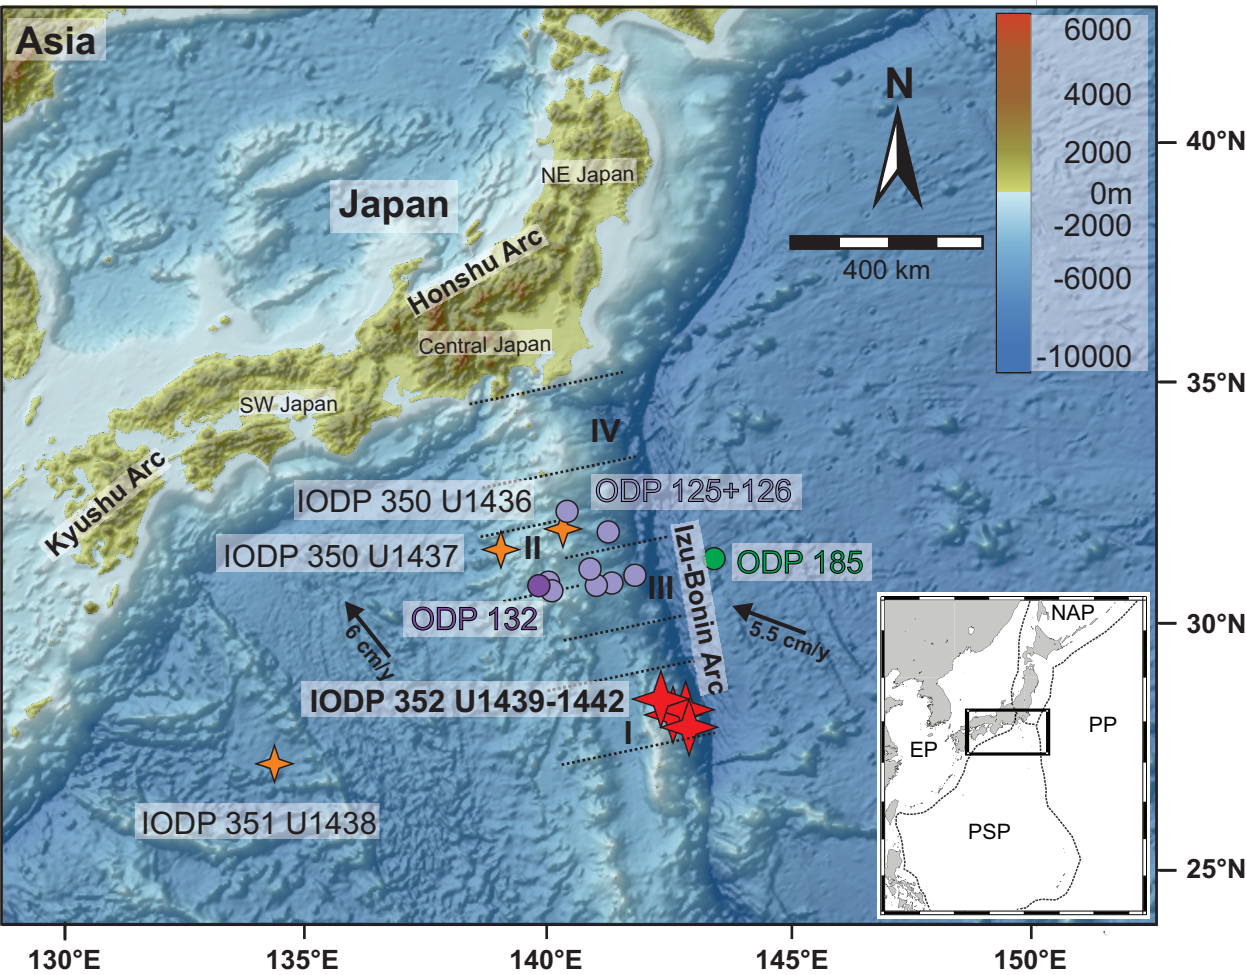 Asia
6000
N
4000
40°N
2000
NE Japan
0m
Japan
-2000
Honshu Arc
400 km
-6000
Central Japan
-10000
35°N
SW Japan
IV
Kyushu Arc
IODP 350 U1436
ODP 125+126
IODP 350 U1437
II
Izu-Bonin Arc
ODP 185
III
ODP 132
30°N
6 cm/y
5.5 cm/y
NAP
IODP 352 U1439-1442
I
PP
EP
IODP 351 U1438
PSP
25°N
130°E
135°E
140°E
145°E
150°E